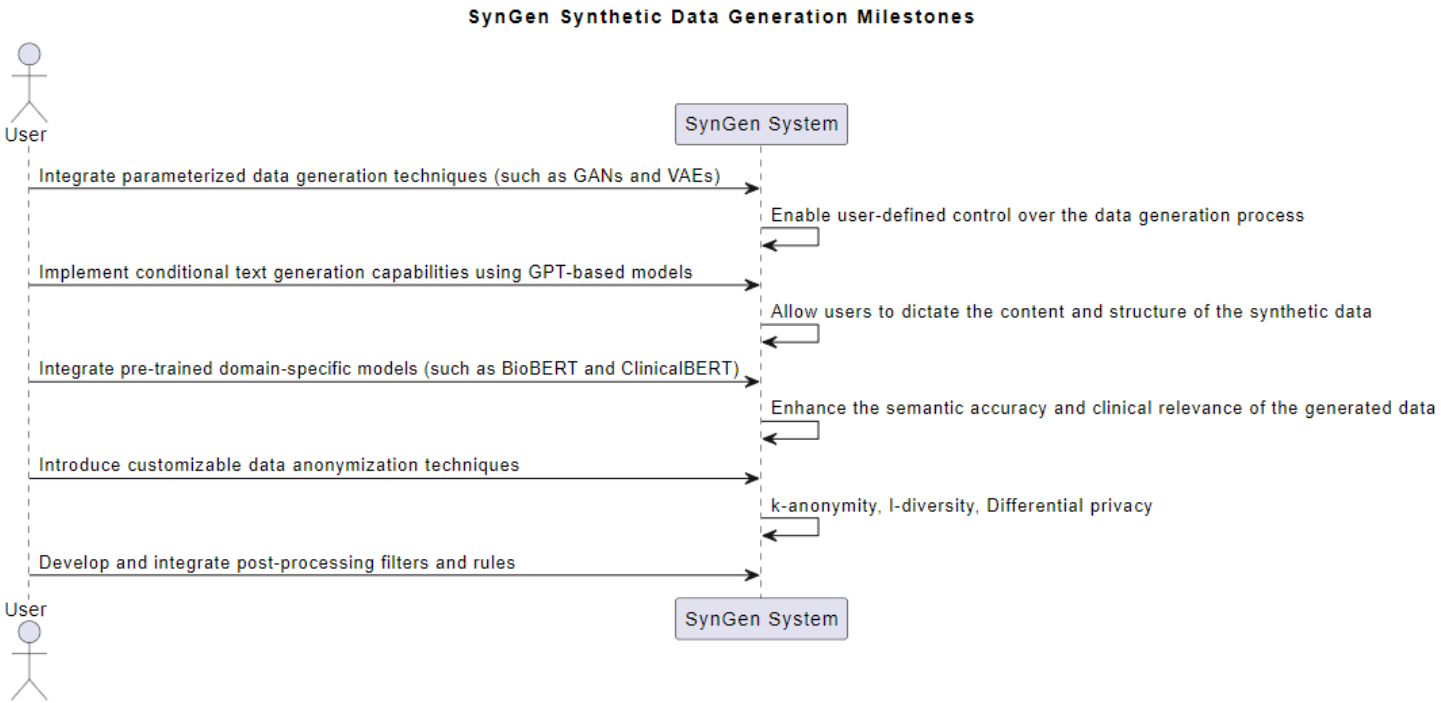 SynGen Synthetic Data Generation Milestones
User
SynGen System
Integrate parameterized data generation techniques (such as GANs and VAEs)
Enable user-defined control over the data generation process
Implement conditional text generation capabilities using GPT-based models
Allow users to dictate the content and structure of the synthetic data
Integrate pre-trained domain-specific models (such as BioBERT and ClinicalBERT)
Enhance the semantic accuracy and clinical relevance of the generated data
Introduce customizable data anonymization techniques
k-anonymity, l-diversity, Differential privacy
Develop and integrate post-processing filters and rules
User
SynGen System